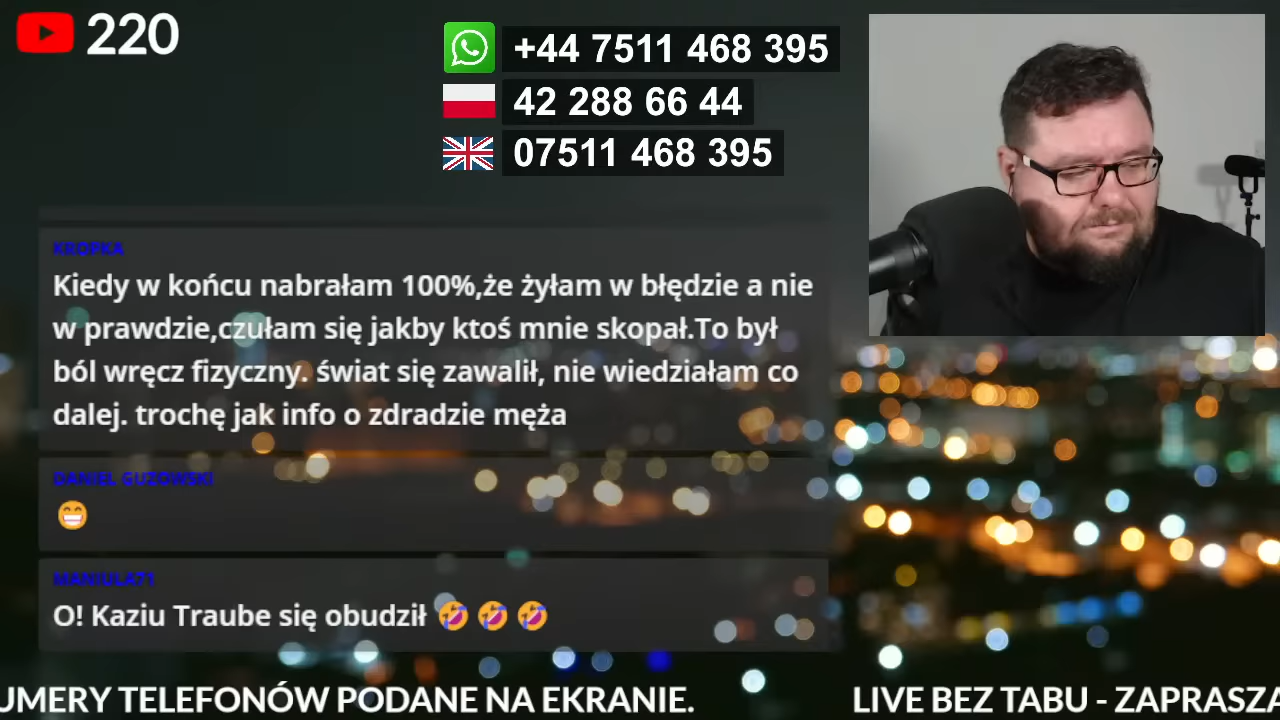 220
+44 7511 468 395
42 288 66 44
07511 468 395
KROPKA
Kiedy w końcu nabrałam 100%,że żyłam w błędzie a nie
w prawdzie,czułam się jakby ktoś mnie skopał.To był
ból wręcz fizyczny. świat się zawalił, nie wiedziałam co
dalej. trochę jak info o zdradzie męża
DANIEL GUZOWSKI
😁
MANIULA71
O! Kaziu Traube się obudził 🤣 🤣 🤣
UMERY TELEFONÓW PODANE NA EKRANIE. LIVE BEZ TABU - ZAPRASZA